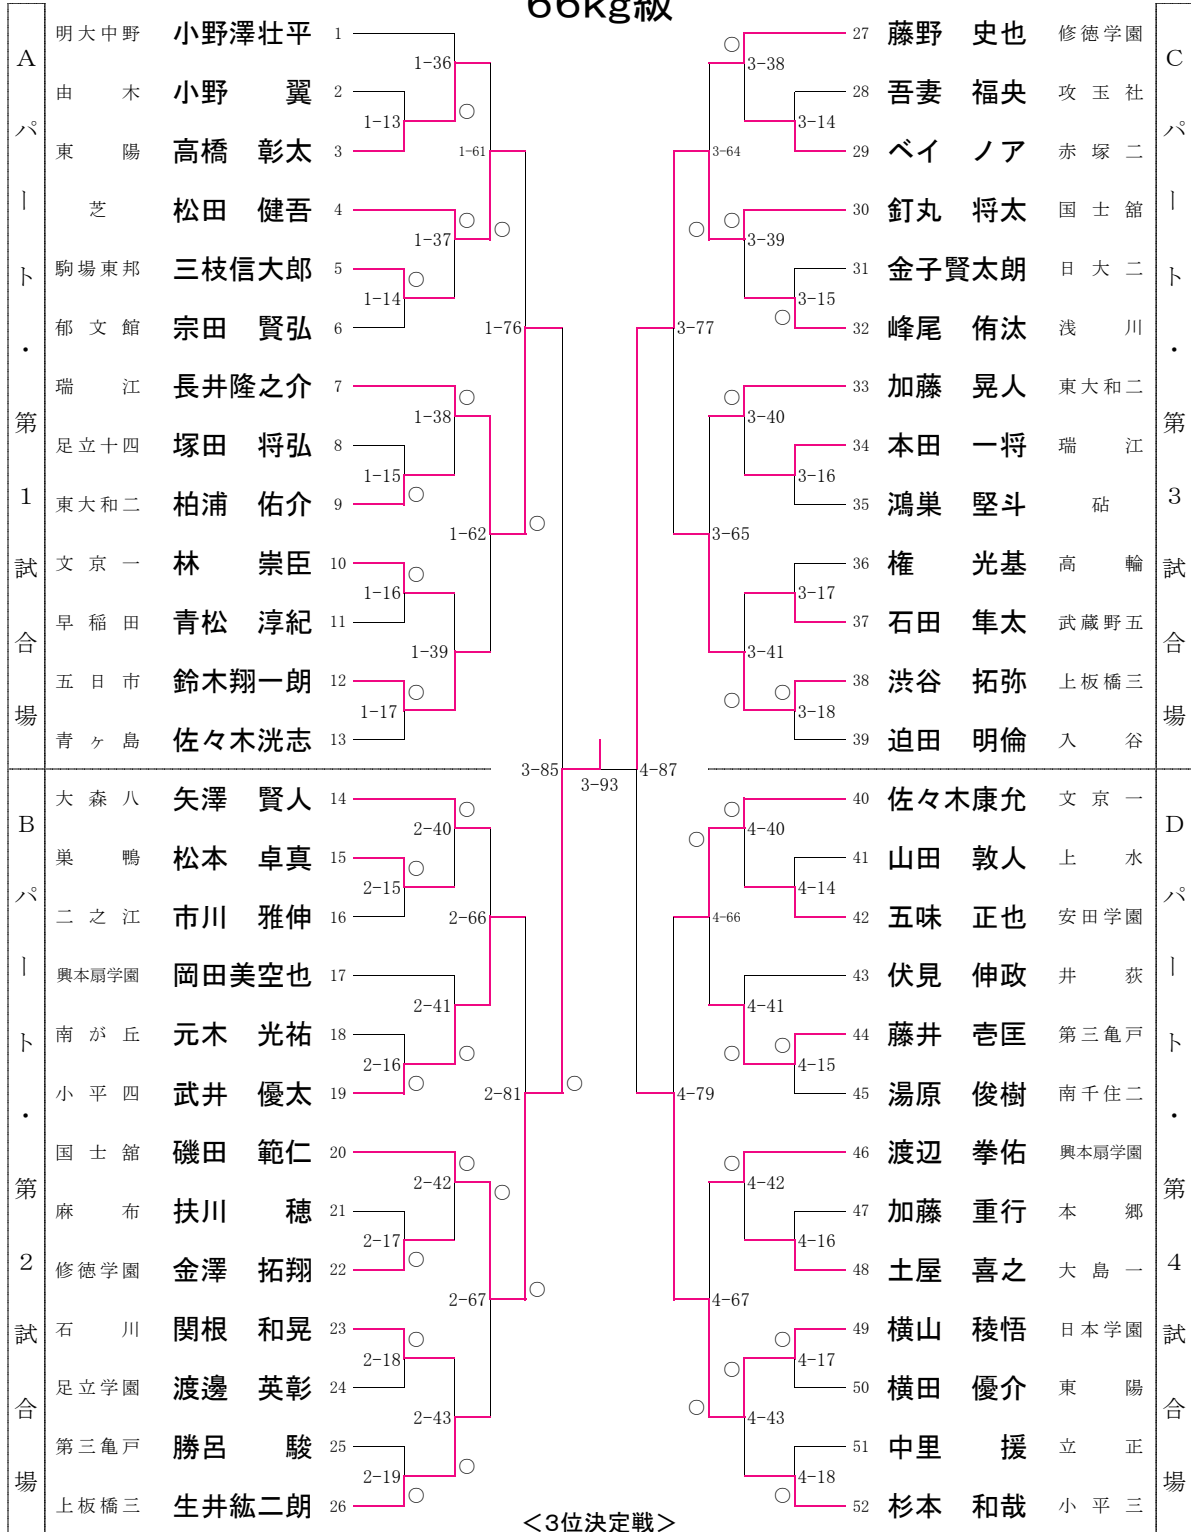 66kg級
Aパート・第1試合場
明大中野 小野澤壮平 1
由木 小野 翼 2
東陽 高橋 彰太 3
芝 松田 健吾 4
駒場東邦 三枝信大郎 5
郁文館 宗田 賢弘 6
瑞江 長井隆之介 7
足立十四 塚田 将弘 8
東大和二 柏浦 佑介 9
文京一 林 崇臣 10
早稲田 青松 淳紀 11
五日市 鈴木翔一朗 12
青ヶ島 佐々木洸志 13
1-36
1-13
1-61
1-37
1-14
1-76
1-38
1-15
1-62
1-16
1-39
1-17
Bパート・第2試合場
大森八 矢澤 賢人 14
巣鴨 松本 卓真 15
二之江 市川 雅伸 16
興本扇学園 岡田美空也 17
南が丘 元木 光祐 18
小平四 武井 優太 19
国士舘 磯田 範仁 20
麻布 扶川 穂 21
修徳学園 金澤 拓翔 22
石川 関根 和晃 23
足立学園 渡邊 英彰 24
第三亀戸 勝呂 駿 25
上板橋三 生井紘二朗 26
2-40
2-15
2-66
2-41
2-16
2-81
2-42
2-17
2-67
2-18
2-43
2-19
3-85
3-93
4-87
Cパート・第3試合場
27 藤野 史也 修徳学園
28 吾妻 福央 攻玉社
29 ベイ ノア 赤塚二
30 釘丸 将太 国士舘
31 金子賢太朗 日大二
32 峰尾 侑汰 浅川
33 加藤 晃人 東大和二
34 本田 一将 瑞江
35 鴻巣 堅斗 砧
36 権 光基 高輪
37 石田 隼太 武蔵野五
38 渋谷 拓弥 上板橋三
39 迫田 明倫 入谷
3-38
3-14
3-64
3-39
3-15
3-77
3-40
3-16
3-65
3-17
3-41
3-18
Dパート・第4試合場
40 佐々木康允 文京一
41 山田 敦人 上水
42 五味 正也 安田学園
43 伏見 伸政 井荻
44 藤井 壱匡 第三亀戸
45 湯原 俊樹 南千住二
46 渡辺 拳佑 興本扇学園
47 加藤 重行 本郷
48 土屋 喜之 大島一
49 横山 稜悟 日本学園
50 横田 優介 東陽
51 中里 援 立正
52 杉本 和哉 小平三
4-40
4-14
4-66
4-41
4-15
4-79
4-42
4-16
4-67
4-17
4-43
4-18
＜3位決定戦＞